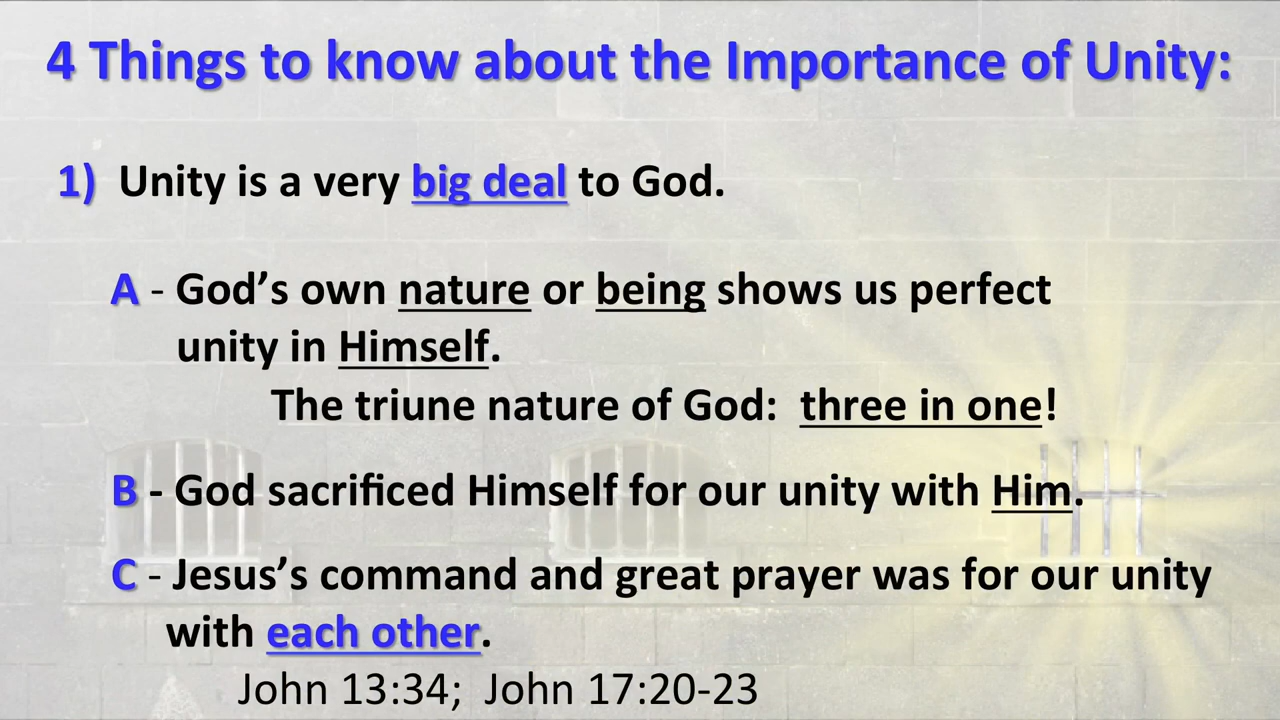 4 Things to know about the Importance of Unity:
1) Unity is a very big deal to God.
A - God’s own nature or being shows us perfect
unity in Himself.
The triune nature of God: three in one!
B - God sacrificed Himself for our unity with Him.
C - Jesus’s command and great prayer was for our unity
with each other.
John 13:34; John 17:20-23